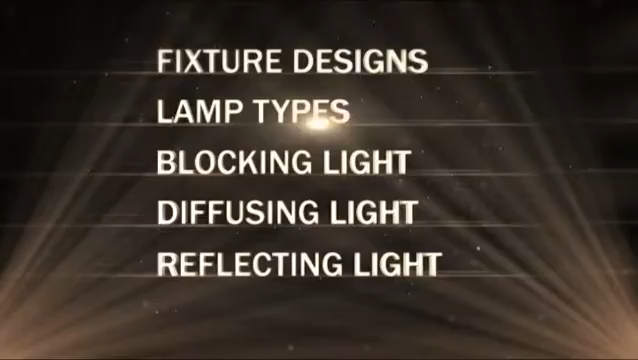 FIXTURE DESIGNS
LAMP TYPES
BLOCKING LIGHT
DIFFUSING LIGHT
REFLECTING LIGHT